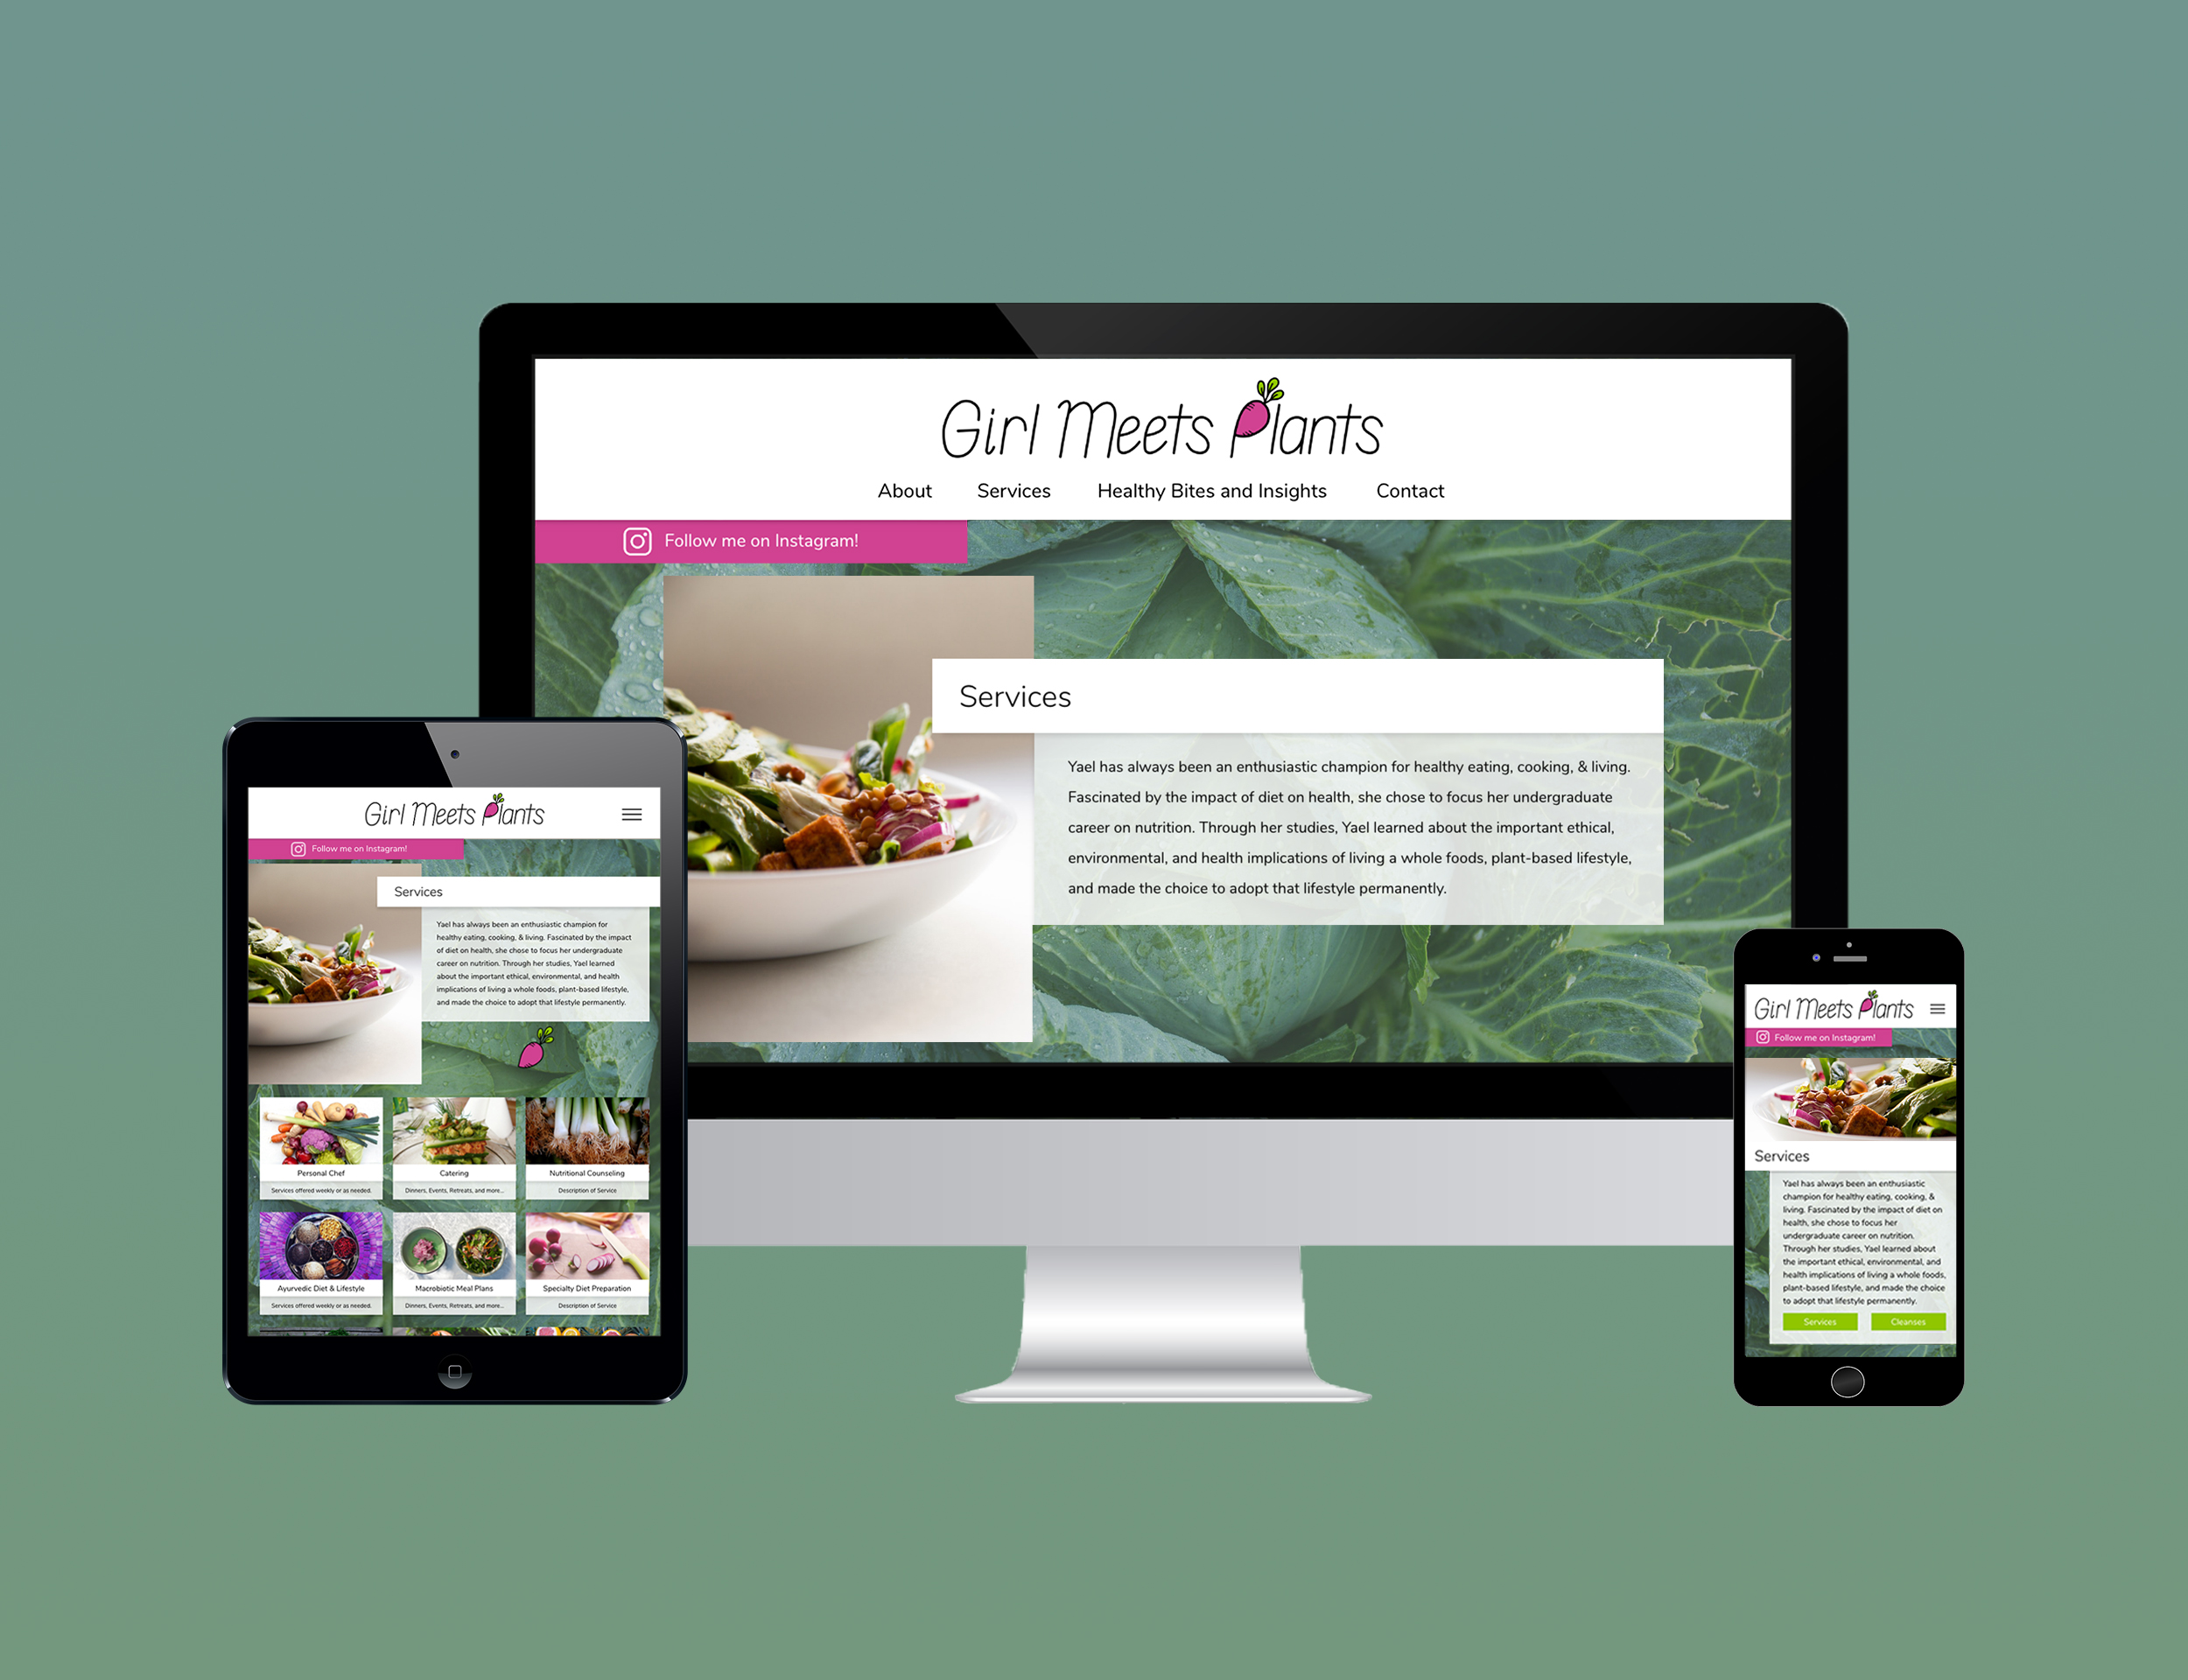 Girl Meets Plants
About Services Healthy Bites and Insights Contact
Follow me on Instagram!
Services
Yael has always been an enthusiastic champion for healthy eating, cooking, & living.
Fascinated by the impact of diet on health, she chose to focus her undergraduate
career on nutrition. Through her studies, Yael learned about the important ethical,
environmental, and health implications of living a whole foods, plant-based lifestyle,
and made the choice to adopt that lifestyle permanently.
Girl Meets Plants
Follow me on Instagram!
Services
Yael has always been an enthusiastic champion for
healthy eating, cooking, & living. Fascinated by the impact
of diet on health, she chose to focus her undergraduate
career on nutrition. Through her studies, Yael learned
about the important ethical, environmental, and health
implications of living a whole foods, plant-based lifestyle,
and made the choice to adopt that lifestyle permanently.
Personal Chef
Services offered weekly or as needed.
Catering
Dinners, Events, Retreats, and more...
Nutritional Counseling
Description of Service
Ayurvedic Diet & Lifestyle
Services offered weekly or as needed.
Macrobiotic Meal Plans
Dinners, Events, Retreats, and more...
Specialty Diet Preparation
Description of Service
Girl Meets Plants
Follow me on Instagram!
Services
Yael has always been an enthusiastic
champion for healthy eating, cooking, &
living. Fascinated by the impact of diet on
health, she chose to focus her
undergraduate career on nutrition.
Through her studies, Yael learned about
the important ethical, environmental, and
health implications of living a whole foods,
plant-based lifestyle, and made the choice
to adopt that lifestyle permanently.
Services Cleanses